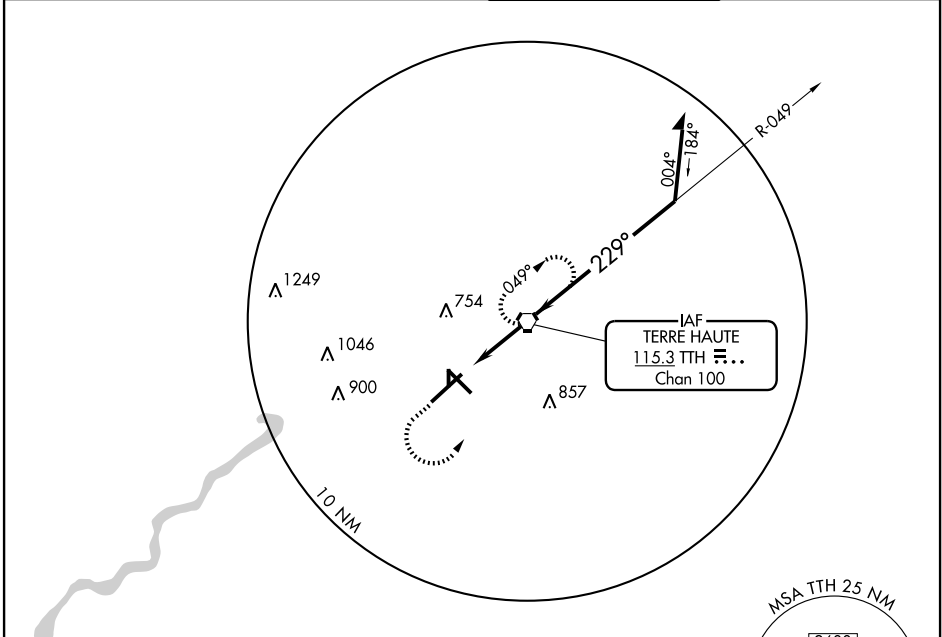 R-049
004°
184°
229°
049°
1249
754
1046
900
857
IAF
TERRE HAUTE
115.3 TTH
Chan 100
10 NM
MSA TTH 25 NM